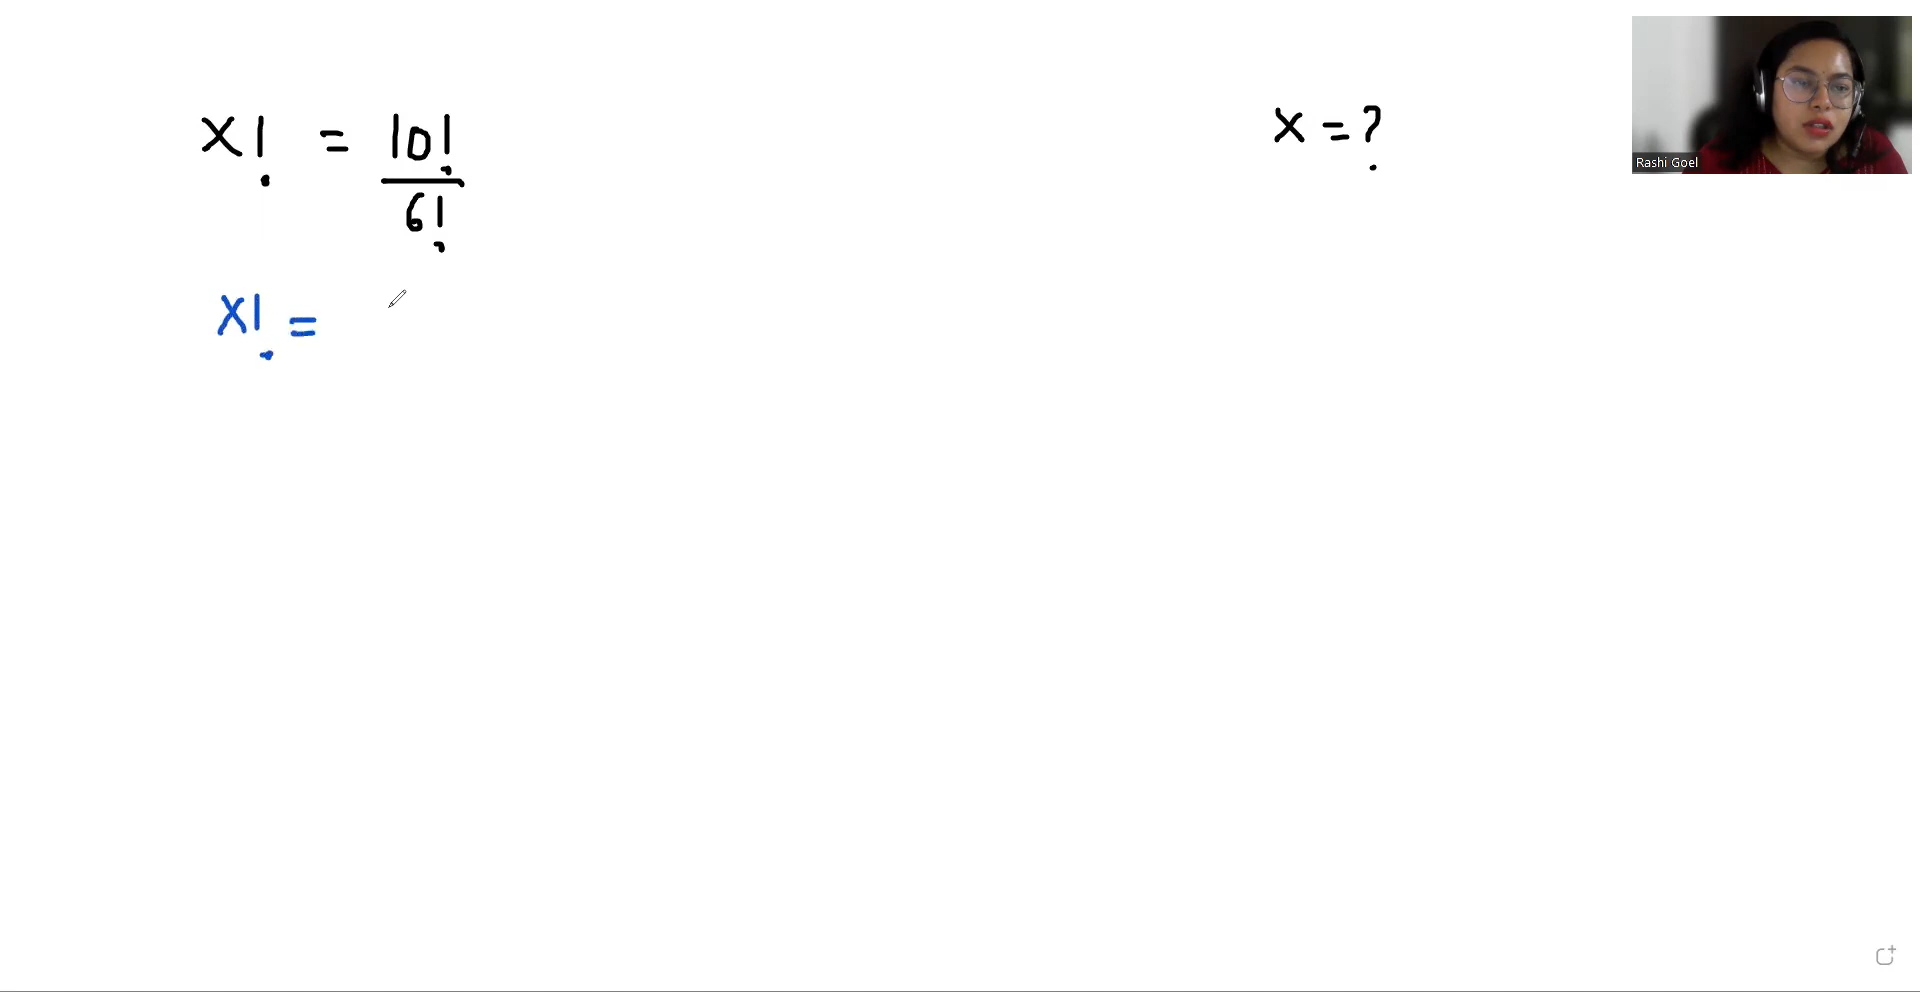 x! = 10!/6!
x = ?
Rashi Goel
x! =